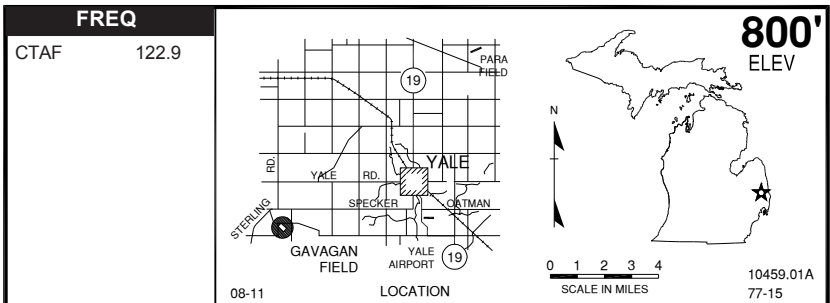 FREQ
CTAF 122.9
PARA
FIELD
19
YALE
RD.
YALE RD.
SPECKER
OATMAN
STERLING
GAVAGAN
FIELD
YALE
AIRPORT
19
08-11
LOCATION
800'
ELEV
N
0 1 2 3 4
SCALE IN MILES
10459.01A
77-15